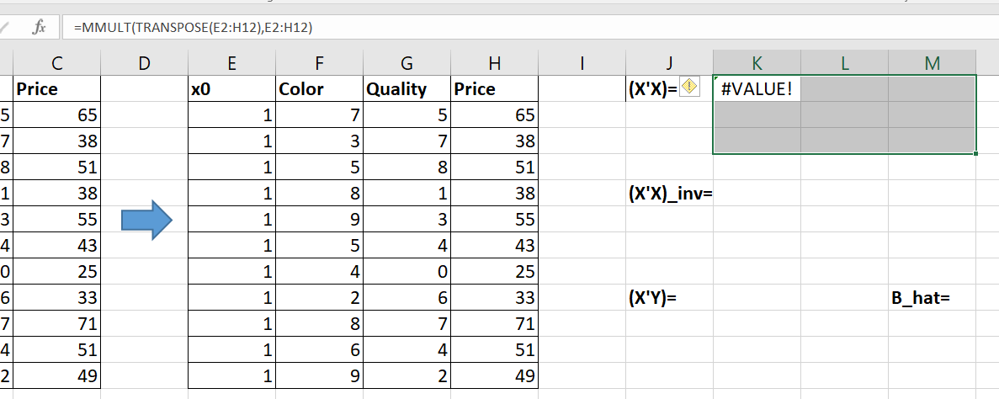 fx =MMULT(TRANSPOSE(E2:H12),E2:H12)
C D E F G H I J K L M
Price x0 Color Quality Price (X'X)= #VALUE!
5 65 1 7 5 65
7 38 1 3 7 38
8 51 1 5 8 51
1 38 1 8 1 38 (X'X)_inv=
3 55 1 9 3 55
4 43 1 5 4 43
0 25 1 4 0 25
6 33 1 2 6 33 (X'Y)= B_hat=
7 71 1 8 7 71
4 51 1 6 4 51
2 49 1 9 2 49